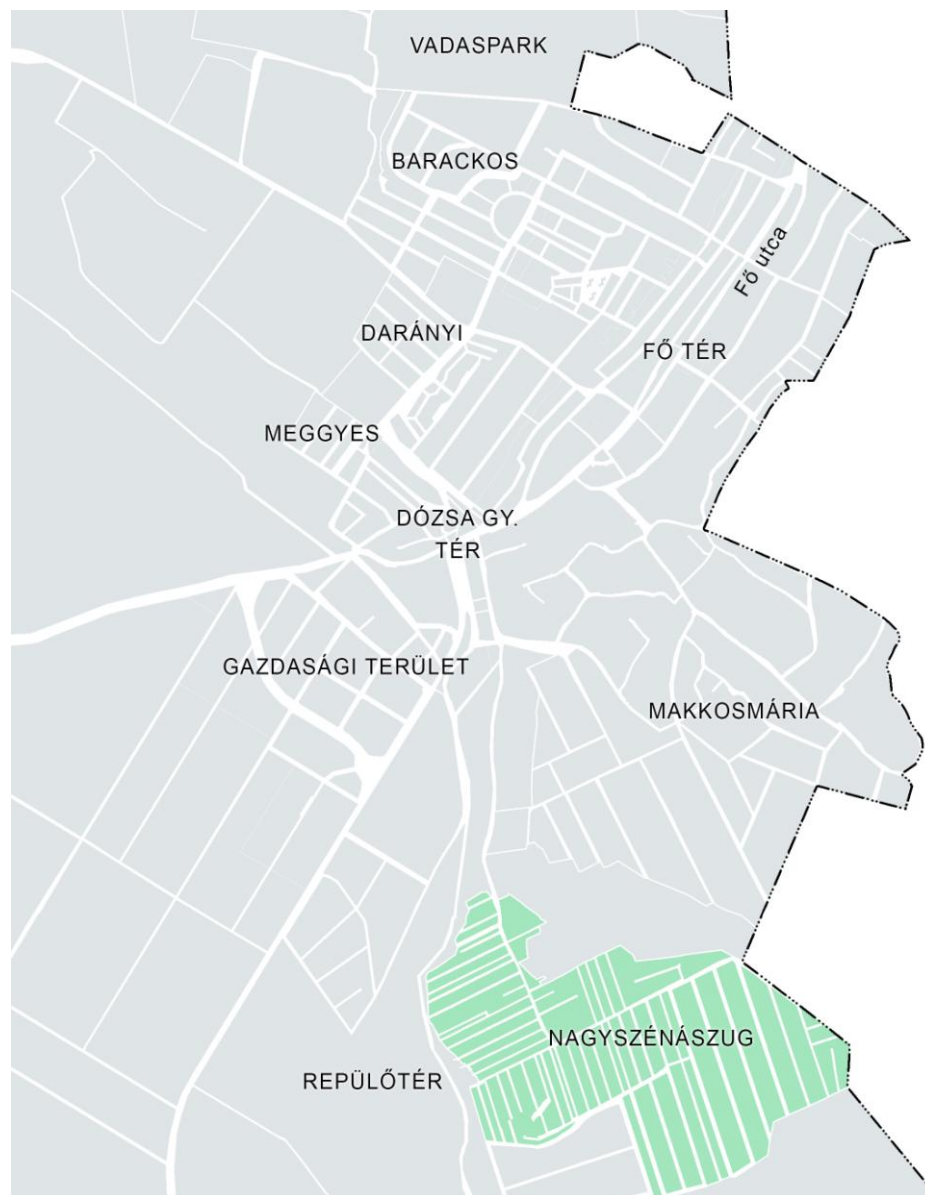 VADASPARK
BARACKOS
Fő utca
DARÁNYI
FŐ TÉR
MEGGYES
DÓZSA GY.
TÉR
GAZDASÁGI TERÜLET
MAKKOSMÁRIA
NAGYSZÉNÁSZUG
REPÜLŐTÉR